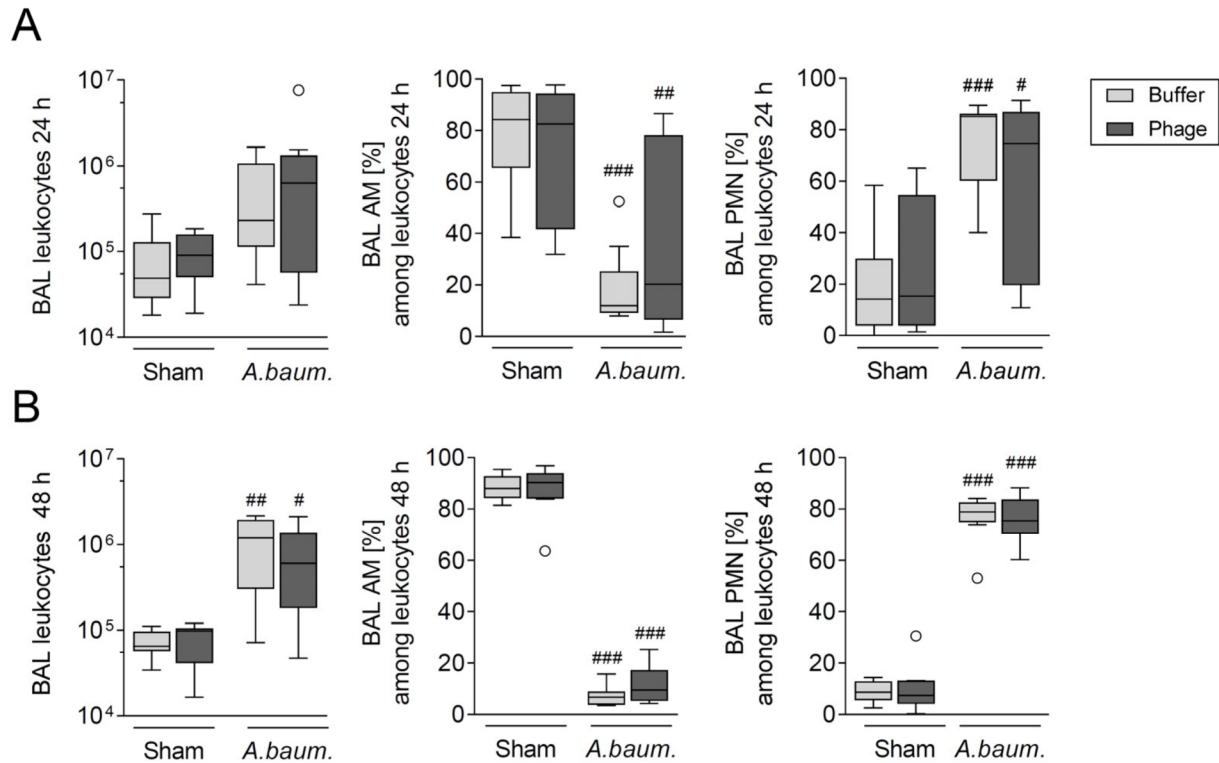 A
BAL leukocytes 24 h
10⁷
10⁶
10⁵
10⁴
Sham
A.baum.
BAL AM [%]
among leukocytes 24 h
100
80
60
40
20
0
###
##
Sham
A.baum.
BAL PMN [%]
among leukocytes 24 h
100
80
60
40
20
0
###
#
Sham
A.baum.
Buffer
Phage
B
BAL leukocytes 48 h
10⁷
10⁶
10⁵
10⁴
##
#
Sham
A.baum.
BAL AM [%]
among leukocytes 48 h
100
80
60
40
20
0
###
###
Sham
A.baum.
BAL PMN [%]
among leukocytes 48 h
100
80
60
40
20
0
###
###
Sham
A.baum.